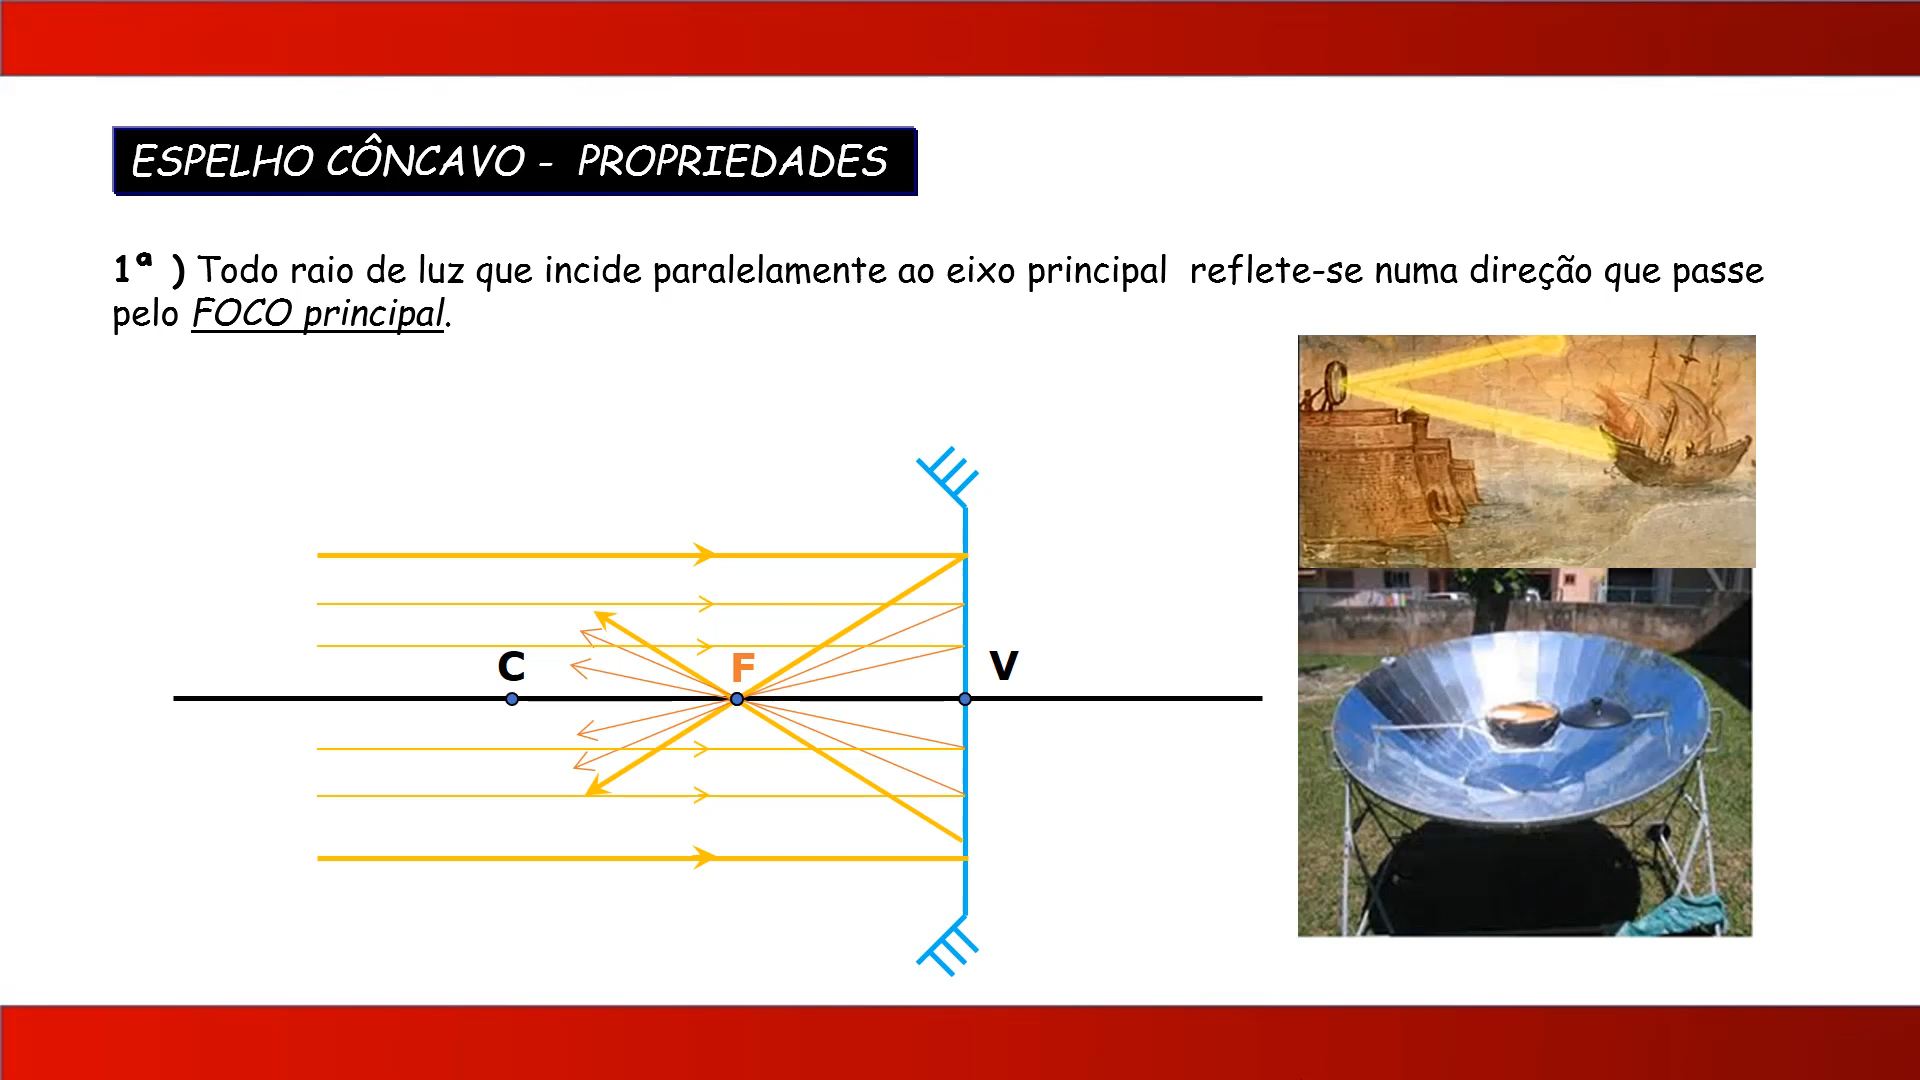 ESPELHO CÔNCAVO - PROPRIEDADES
1ª ) Todo raio de luz que incide paralelamente ao eixo principal reflete-se numa direção que passe
pelo FOCO principal.
C
F
V